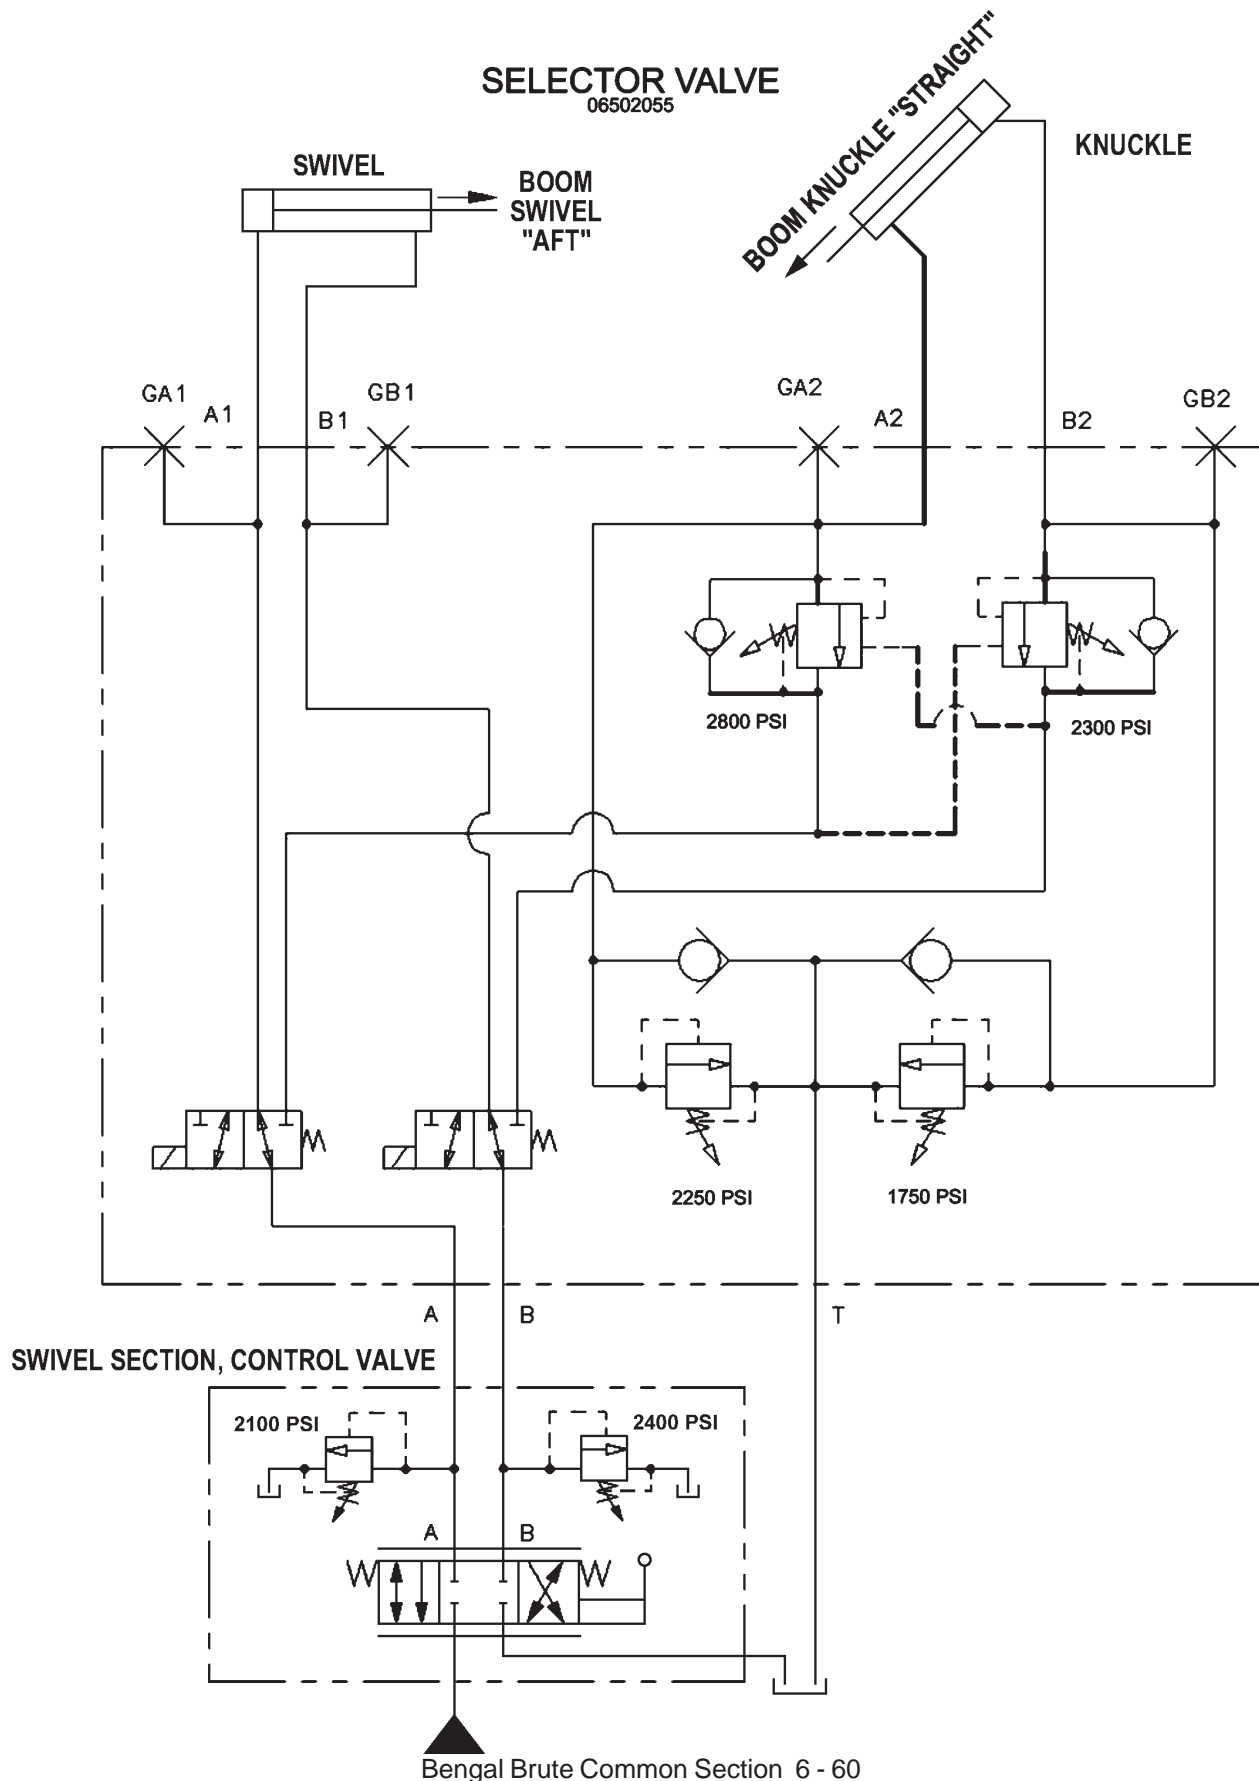 SELECTOR VALVE
06502055
BOOM KNUCKLE "STRAIGHT"
KNUCKLE
SWIVEL
BOOM
SWIVEL
"AFT"
GA1
A1
B1
GB1
GA2
A2
B2
GB2
2800 PSI
2300 PSI
2250 PSI
1750 PSI
A
B
T
SWIVEL SECTION, CONTROL VALVE
2100 PSI
2400 PSI
A
B
Bengal Brute Common Section 6 - 60